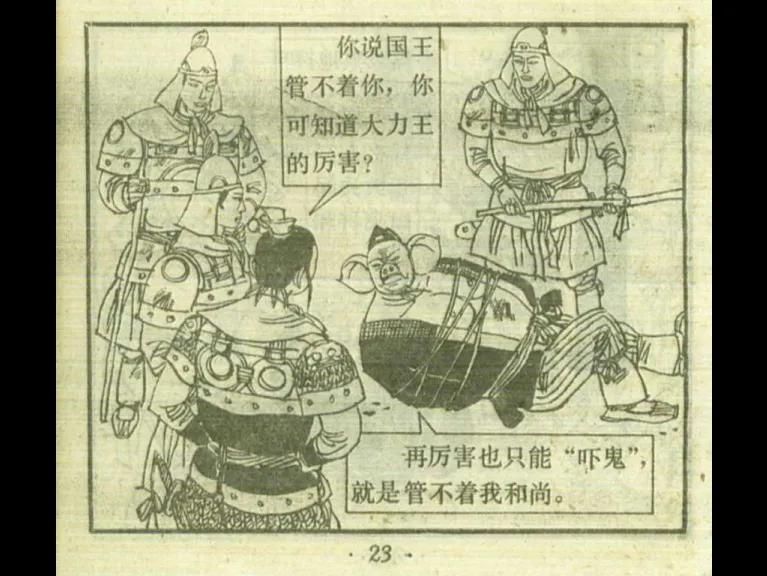 你说国王
管不着你，你
可知道大力王
的厉害？
再厉害也只能“吓鬼”，
就是管不着我和尚。
· 23 ·